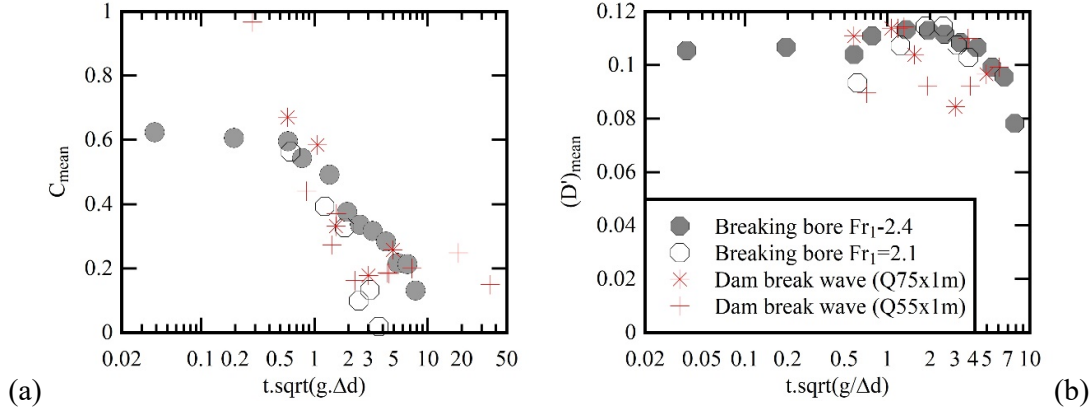 1
0.8
0.6
0.4
0.2
0
C mean
0.02 0.1 0.2 0.5 1 2 3 5 10 20 50
t.sqrt(g.Δd)
(a)
0.12
0.1
0.08
0.06
0.04
0.02
0
(D')mean
Breaking bore Fr1-2.4
Breaking bore Fr1=2.1
Dam break wave (Q75x1m)
Dam break wave (Q55x1m)
0.02 0.1 0.2 0.5 1 2 3 4 5 7 10
t.sqrt(g/Δd)
(b)